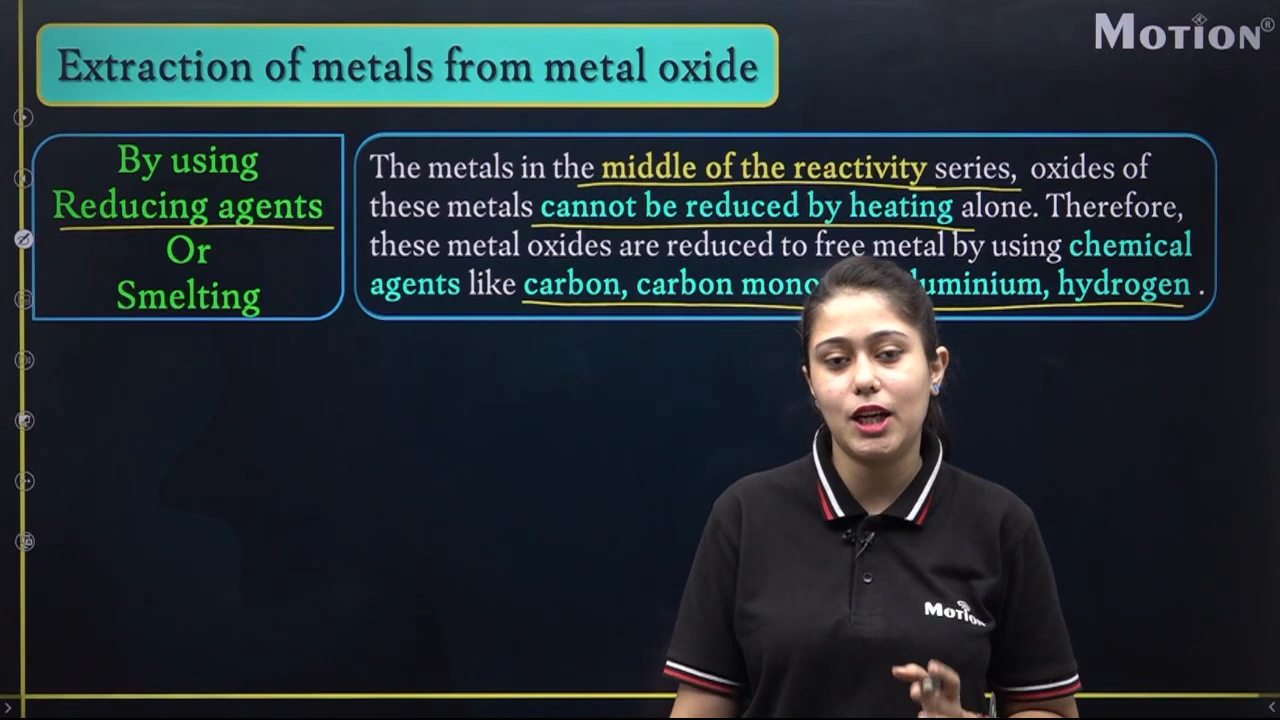 MOTION®
Extraction of metals from metal oxide
By using
Reducing agents
Or
Smelting
The metals in the middle of the reactivity series, oxides of
these metals cannot be reduced by heating alone. Therefore,
these metal oxides are reduced to free metal by using chemical
agents like carbon, carbon mono uminium, hydrogen .
MOTION